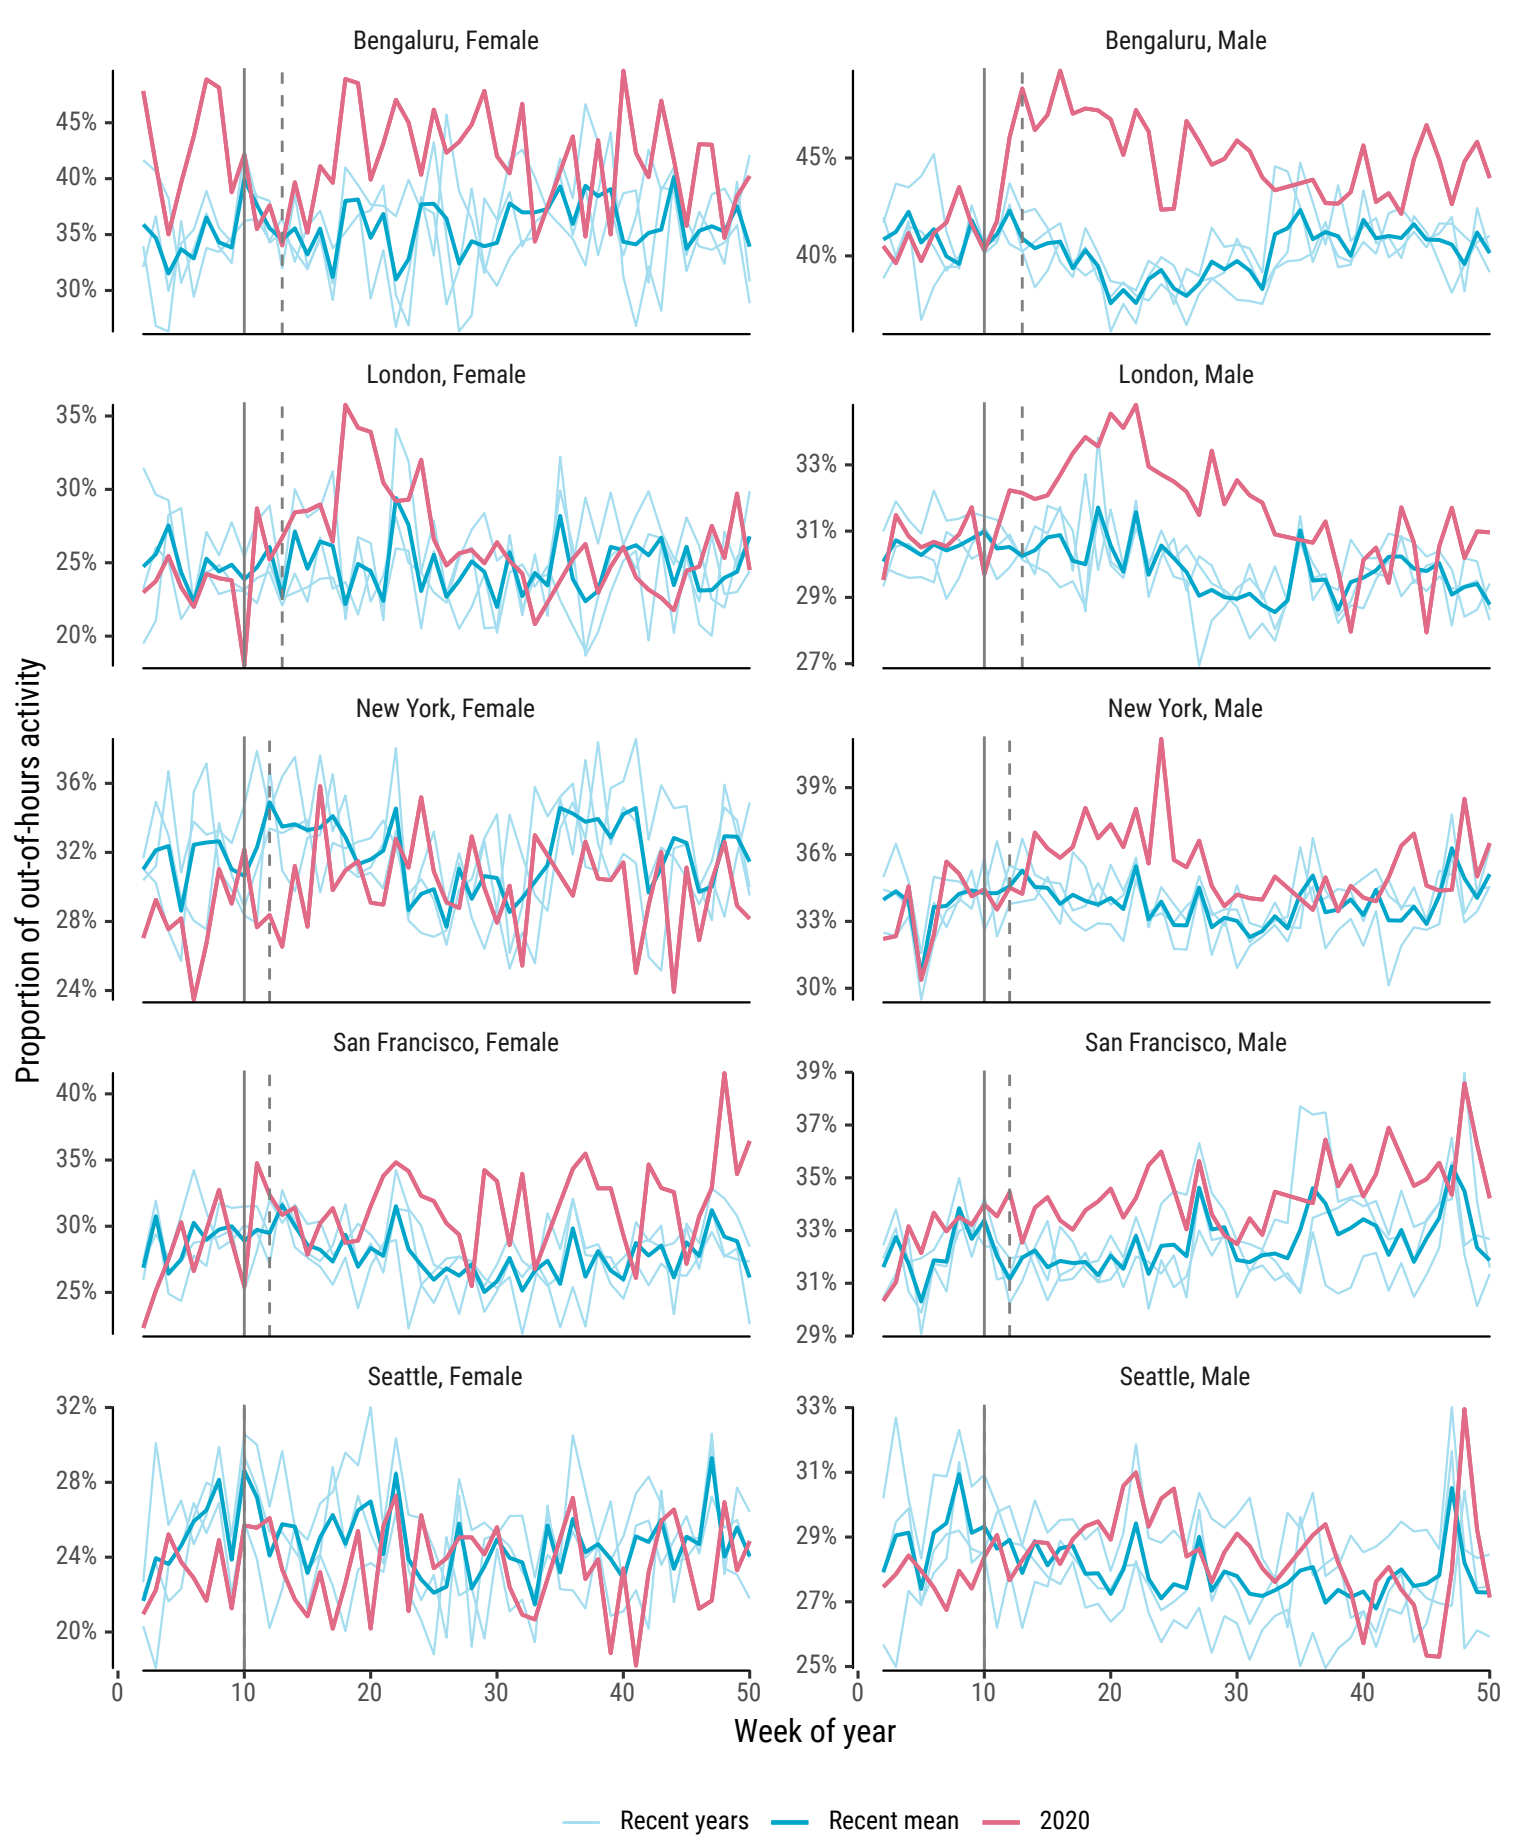 Bengaluru, Female
Bengaluru, Male
45%
40%
35%
30%
45%
40%
London, Female
London, Male
35%
30%
25%
20%
33%
31%
29%
27%
New York, Female
New York, Male
36%
32%
28%
24%
39%
36%
33%
30%
San Francisco, Female
San Francisco, Male
40%
35%
30%
25%
39%
37%
35%
33%
31%
29%
Seattle, Female
Seattle, Male
32%
28%
24%
20%
33%
31%
29%
27%
25%
0 10 20 30 40 50
0 10 20 30 40 50
Week of year
Proportion of out-of-hours activity
Recent years Recent mean 2020